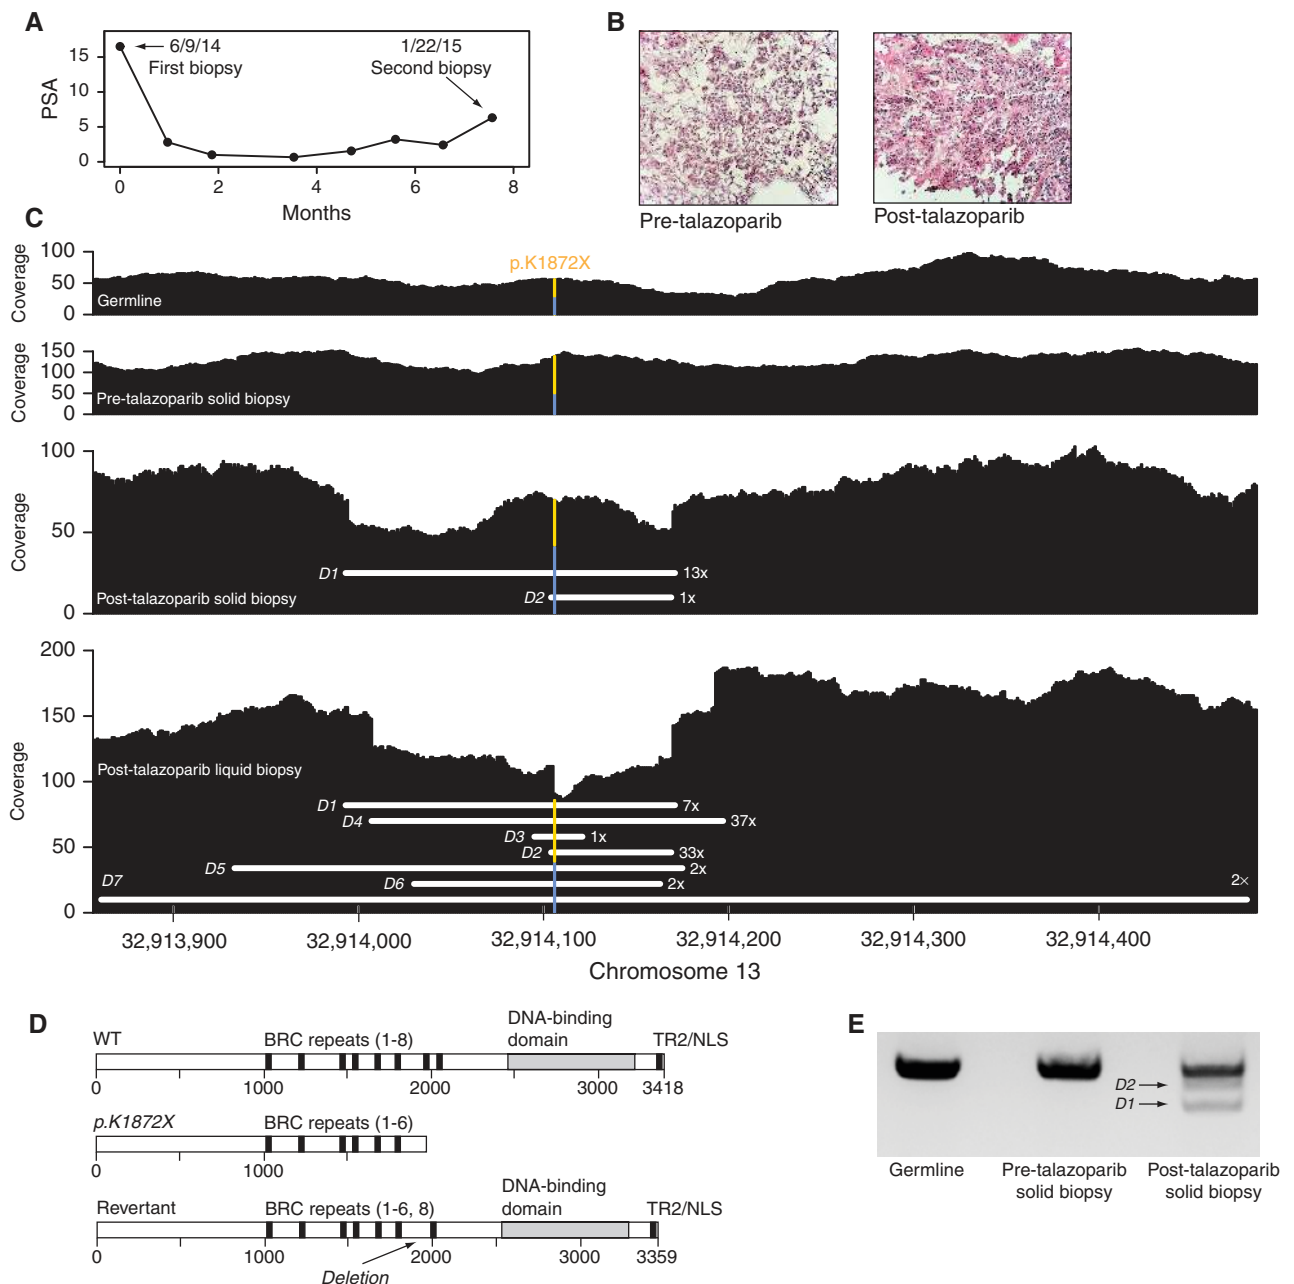 A
15
10
5
0
PSA
6/9/14
First biopsy
1/22/15
Second biopsy
0 2 4 6 8
Months
B
Pre-talazoparib
Post-talazoparib
C
Coverage
100
50
0
p.K1872X
Germline
Coverage
150
100
50
0
Pre-talazoparib solid biopsy
Coverage
100
50
0
D1 13x
D2 1x
Post-talazoparib solid biopsy
Coverage
200
150
100
50
0
Post-talazoparib liquid biopsy
D1 7x
D4 37x
D3 1x
D2 33x
D5 2x
D6 2x
D7 2×
32,913,900 32,914,000 32,914,100 32,914,200 32,914,300 32,914,400
Chromosome 13
D
WT
BRC repeats (1-8)
DNA-binding
domain
TR2/NLS
0 1000 2000 3000 3418
p.K1872X
BRC repeats (1-6)
0 1000
Revertant
BRC repeats (1-6, 8)
DNA-binding
domain
TR2/NLS
0 1000 2000 3000 3359
Deletion
E
D2
D1
Germline
Pre-talazoparib
solid biopsy
Post-talazoparib
solid biopsy